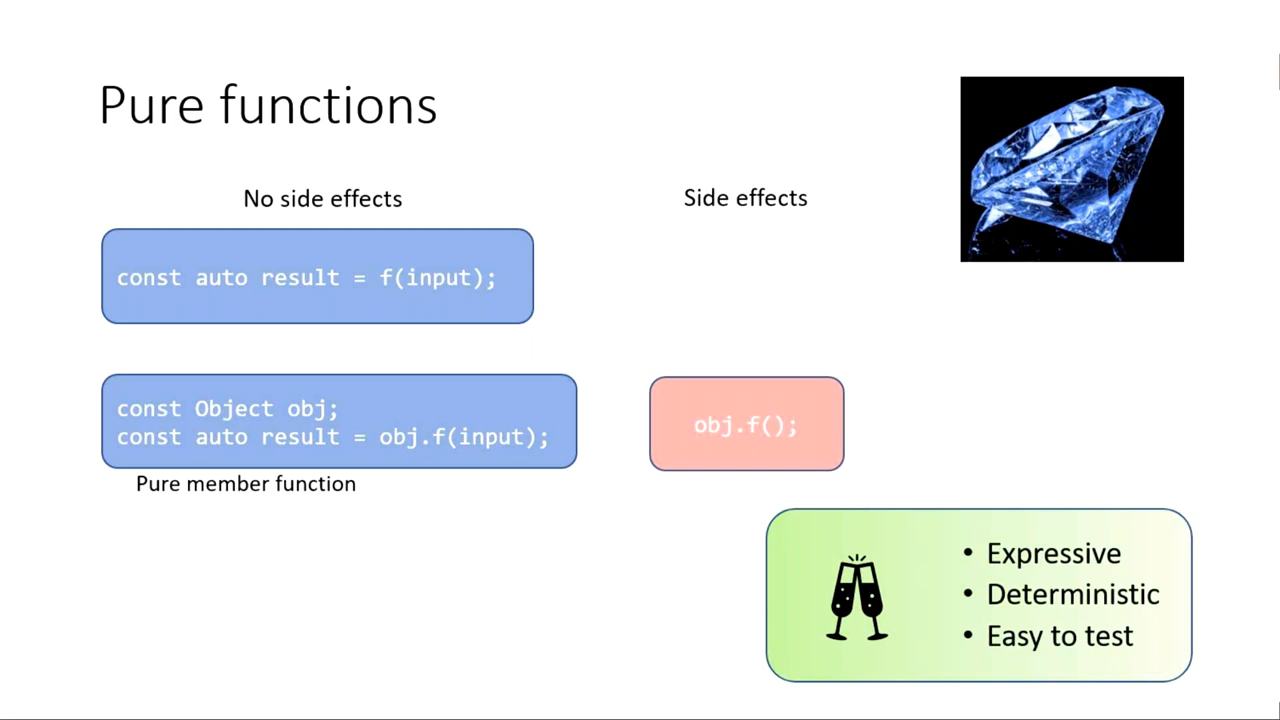 Pure functions
No side effects
Side effects
const auto result = f(input);
const Object obj;
const auto result = obj.f(input);
Pure member function
obj.f();
• Expressive
• Deterministic
• Easy to test